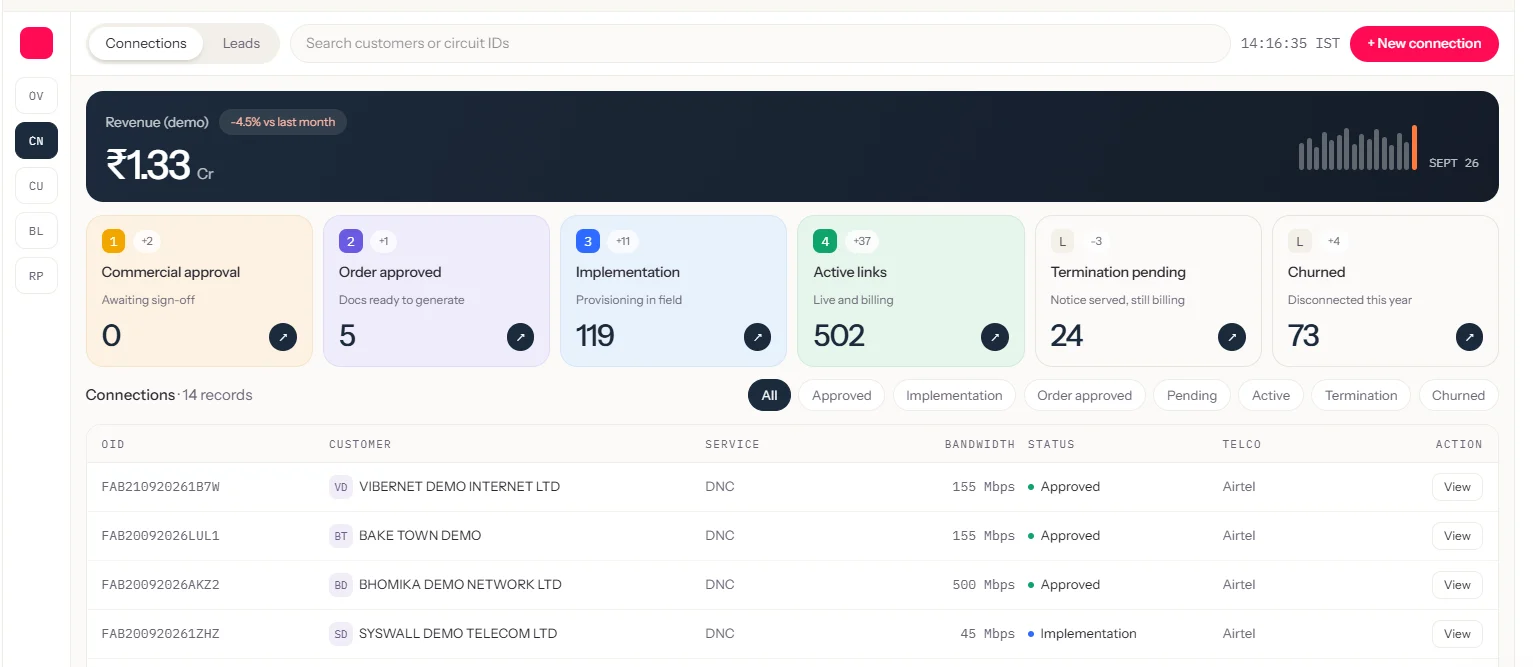 Connections Leads Search customers or circuit IDs 14:16:35 IST + New connection
OV
CN
CU
BL
RP
Revenue (demo) -4.5% vs last month
₹1.33 Cr
SEPT 26
1 +2
Commercial approval
Awaiting sign-off
0 ↗
2 +1
Order approved
Docs ready to generate
5 ↗
3 +11
Implementation
Provisioning in field
119 ↗
4 +37
Active links
Live and billing
502 ↗
L -3
Termination pending
Notice served, still billing
24 ↗
L +4
Churned
Disconnected this year
73 ↗
Connections · 14 records All Approved Implementation Order approved Pending Active Termination Churned
OID CUSTOMER SERVICE BANDWIDTH STATUS TELCO ACTION
FAB210920261B7W VD VIBERNET DEMO INTERNET LTD DNC 155 Mbps Approved Airtel View
FAB20092026LUL1 BT BAKE TOWN DEMO DNC 155 Mbps Approved Airtel View
FAB20092026AKZ2 BD BHOMIKA DEMO NETWORK LTD DNC 500 Mbps Approved Airtel View
FAB200920261ZHZ SD SYSWALL DEMO TELECOM LTD DNC 45 Mbps Implementation Airtel View